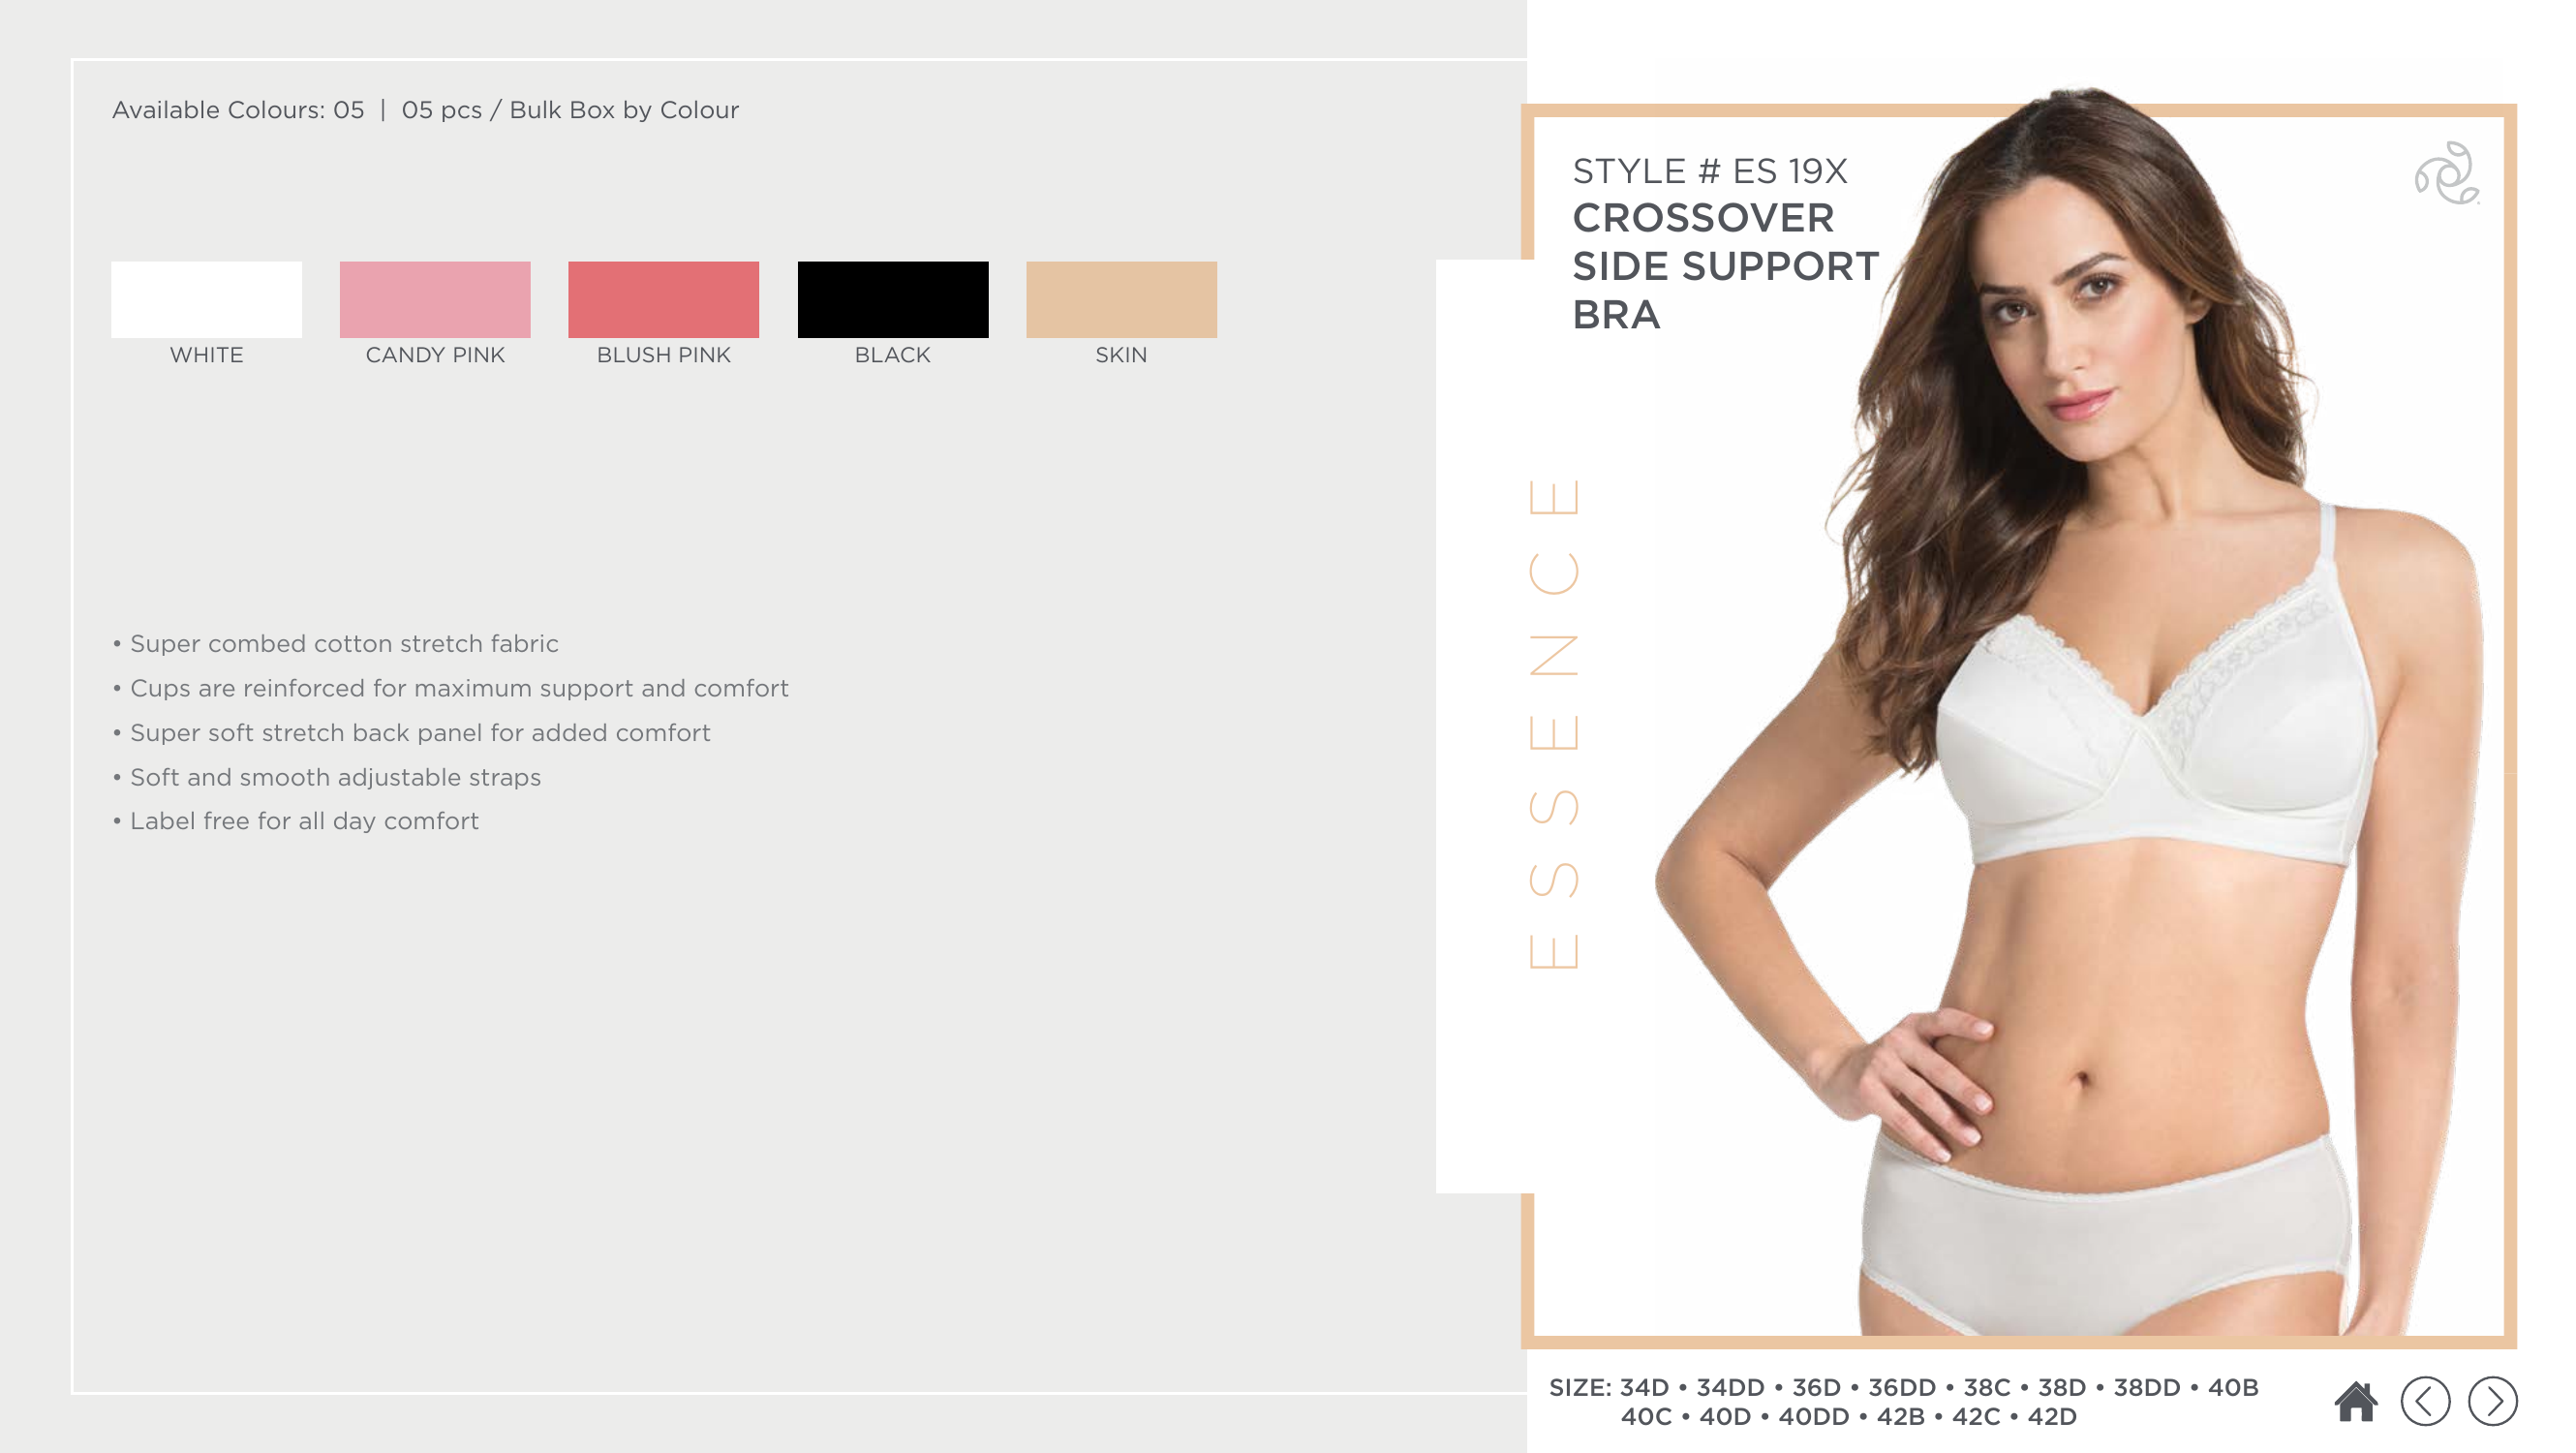 Available Colours: 05 | 05 pcs / Bulk Box by Colour
WHITE
CANDY PINK
BLUSH PINK
BLACK
SKIN
• Super combed cotton stretch fabric
• Cups are reinforced for maximum support and comfort
• Super soft stretch back panel for added comfort
• Soft and smooth adjustable straps
• Label free for all day comfort
STYLE # ES 19X
CROSSOVER
SIDE SUPPORT
BRA
ESSENCE
SIZE: 34D • 34DD • 36D • 36DD • 38C • 38D • 38DD • 40B
40C • 40D • 40DD • 42B • 42C • 42D